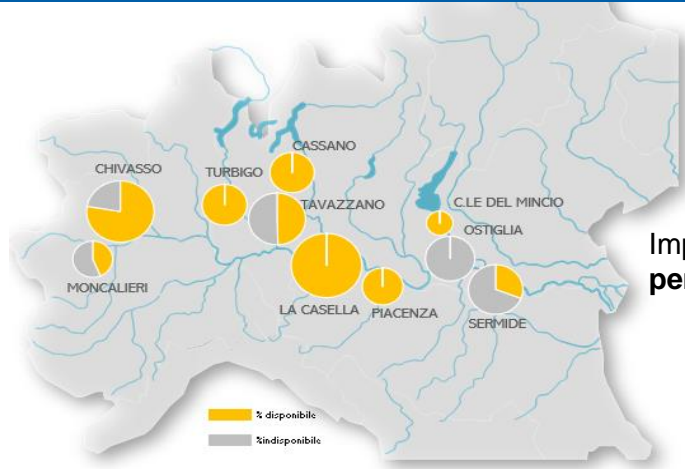 CASSANO
CHIVASSO
TURBIGO
TAVAZZANO
C.LE DEL MINCIO
OSTIGLIA
MONCALIERI
LA CASELLA
PIACENZA
SERMIDE
% disponibile
%indisponibile
Imp
per